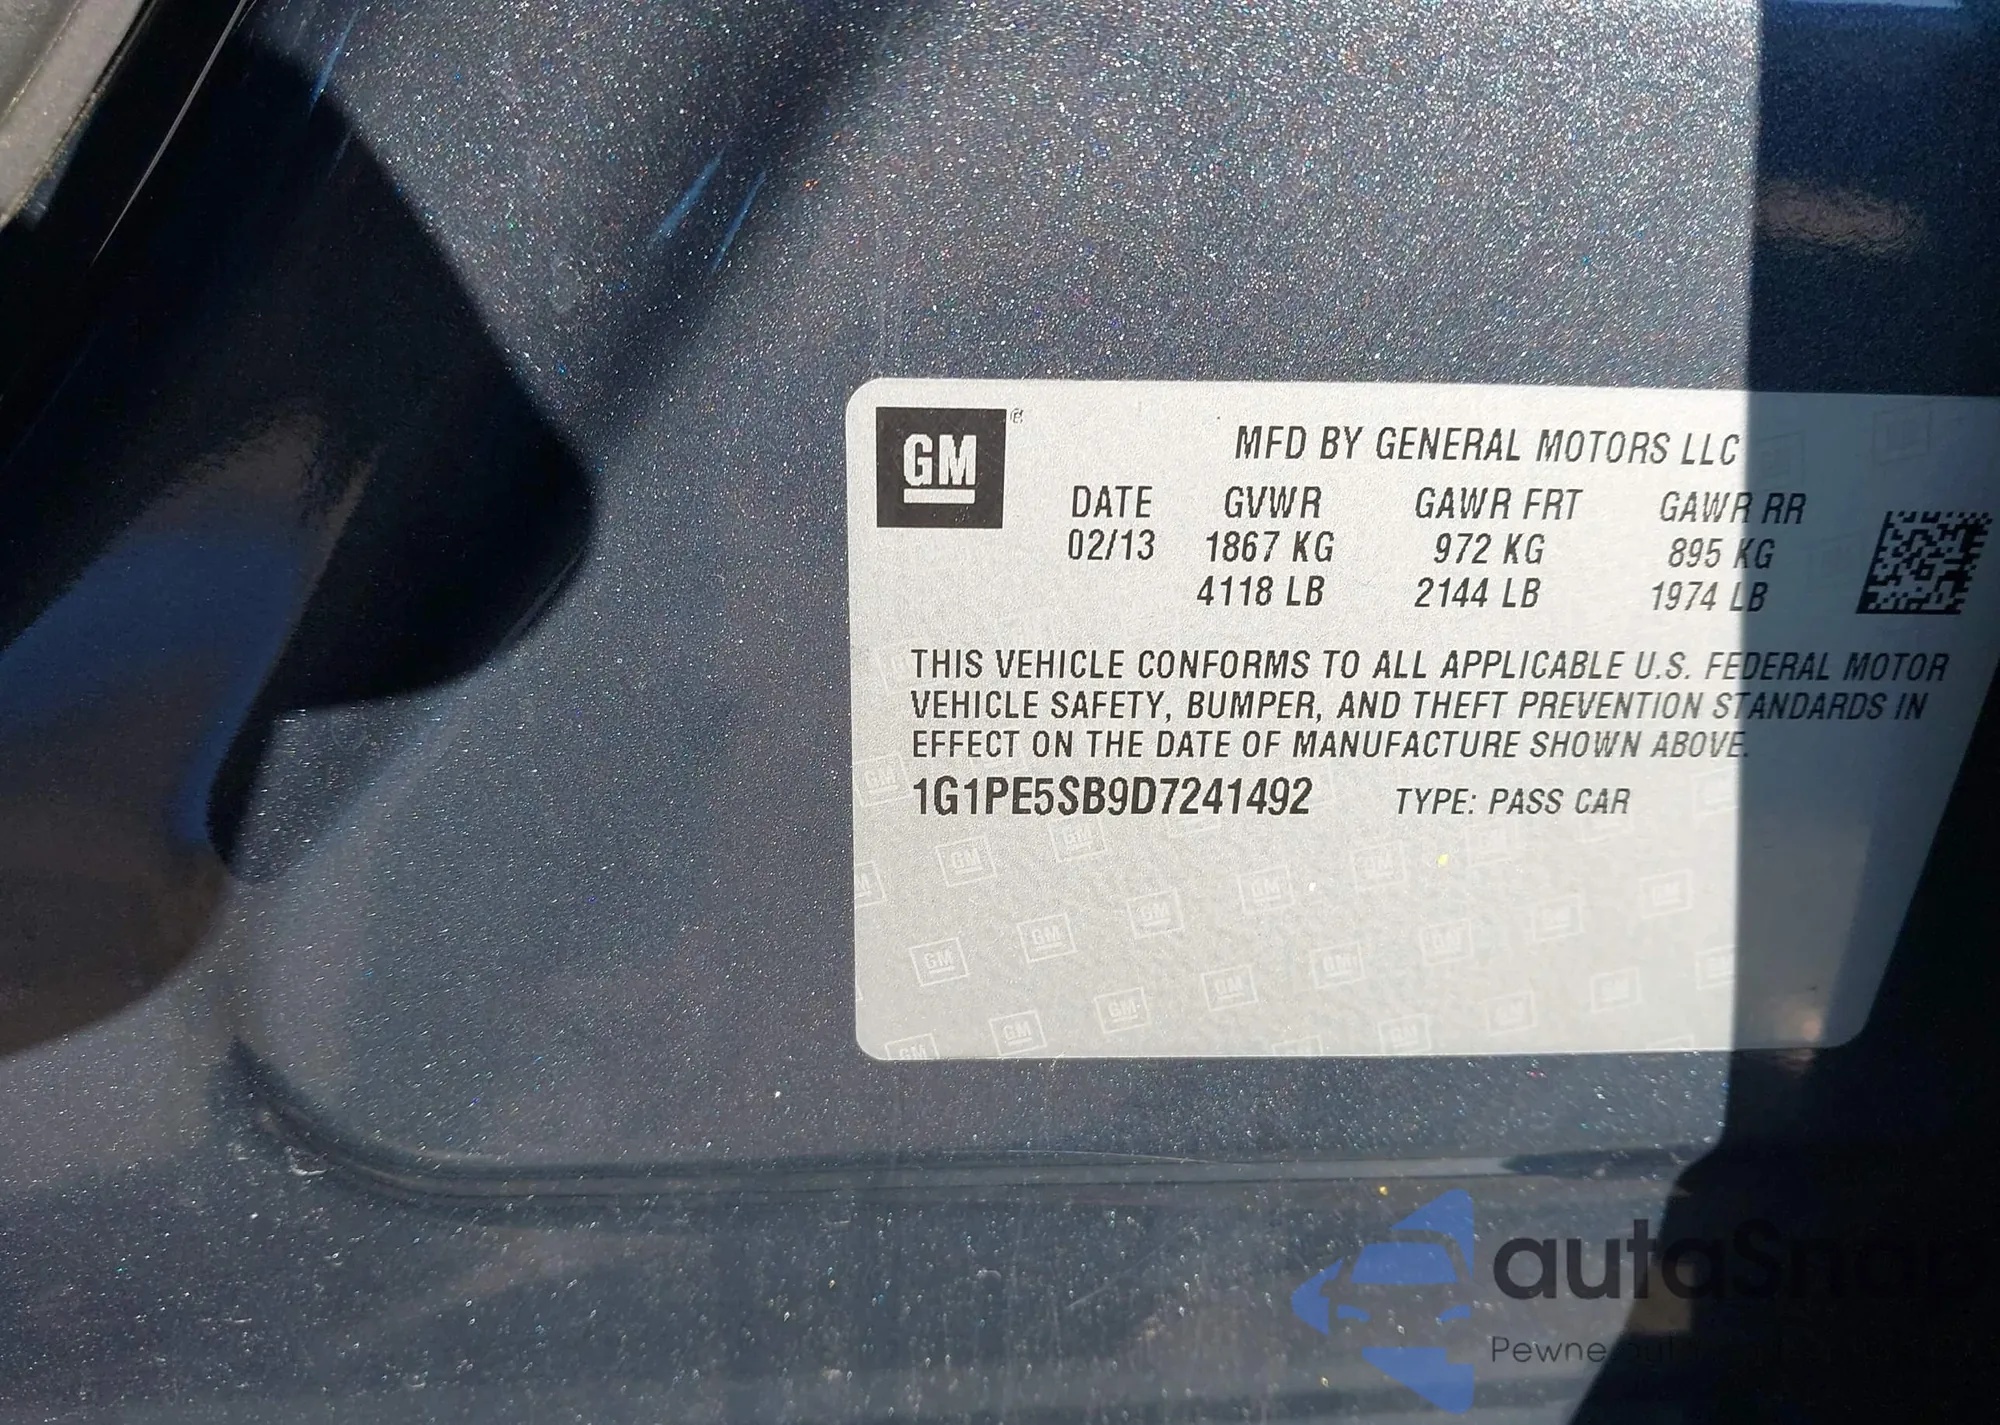 GM
MFD BY GENERAL MOTORS LLC
DATE GVWR GAWR FRT GAWR RR
02/13 1867 KG 972 KG 895 KG
4118 LB 2144 LB 1974 LB
THIS VEHICLE CONFORMS TO ALL APPLICABLE U.S. FEDERAL MOTOR
VEHICLE SAFETY, BUMPER, AND THEFT PREVENTION STANDARDS IN
EFFECT ON THE DATE OF MANUFACTURE SHOWN ABOVE.
1G1PE5SB9D7241492 TYPE: PASS CAR
autaSnap
Pewne